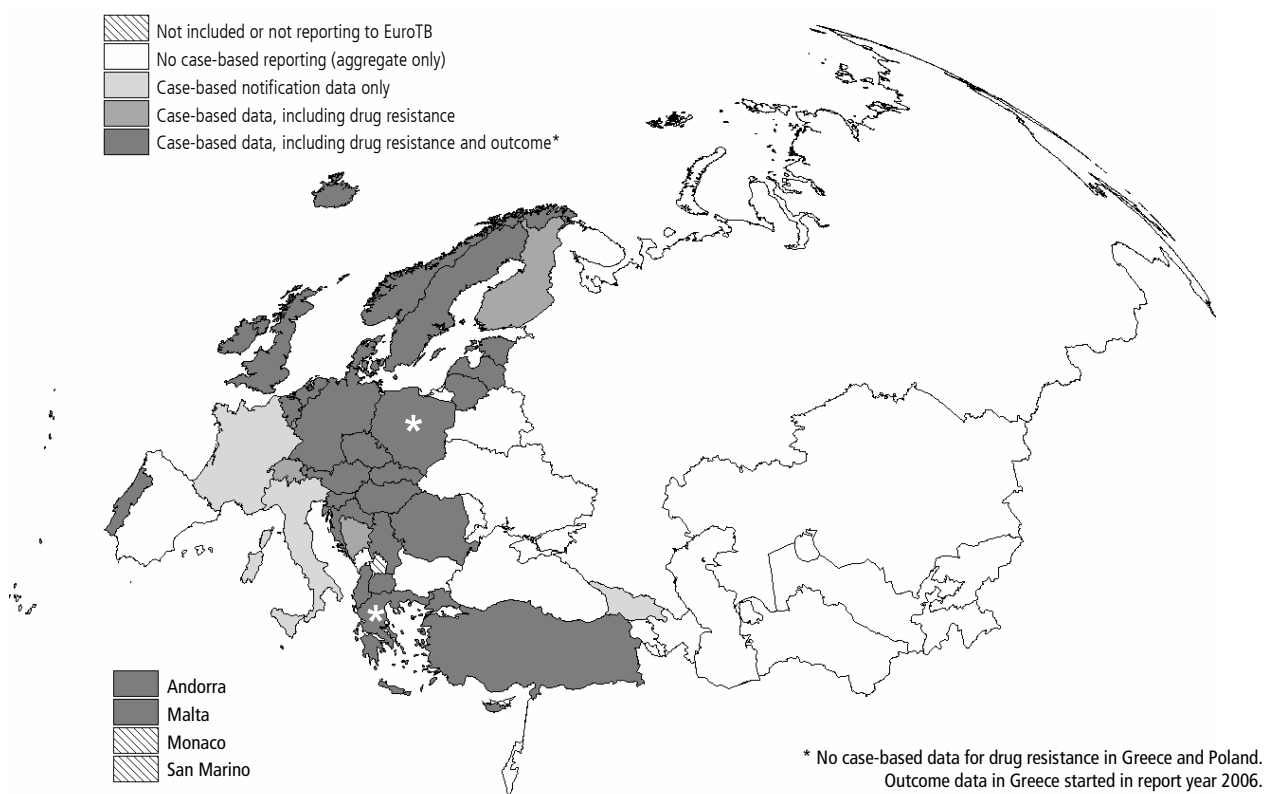 Not included or not reporting to EuroTB
No case-based reporting (aggregate only)
Case-based notification data only
Case-based data, including drug resistance
Case-based data, including drug resistance and outcome*
*
*
Andorra
Malta
Monaco
San Marino
* No case-based data for drug resistance in Greece and Poland.
Outcome data in Greece started in report year 2006.